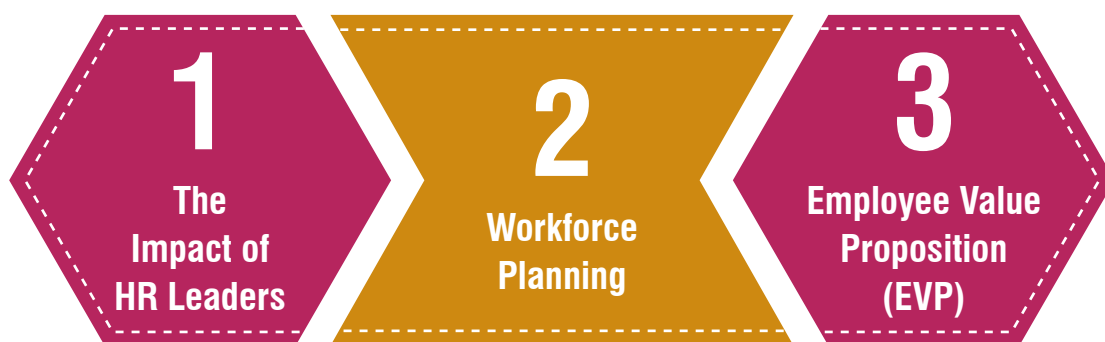 1
The
Impact of
HR Leaders
2
Workforce
Planning
3
Employee Value
Proposition
(EVP)